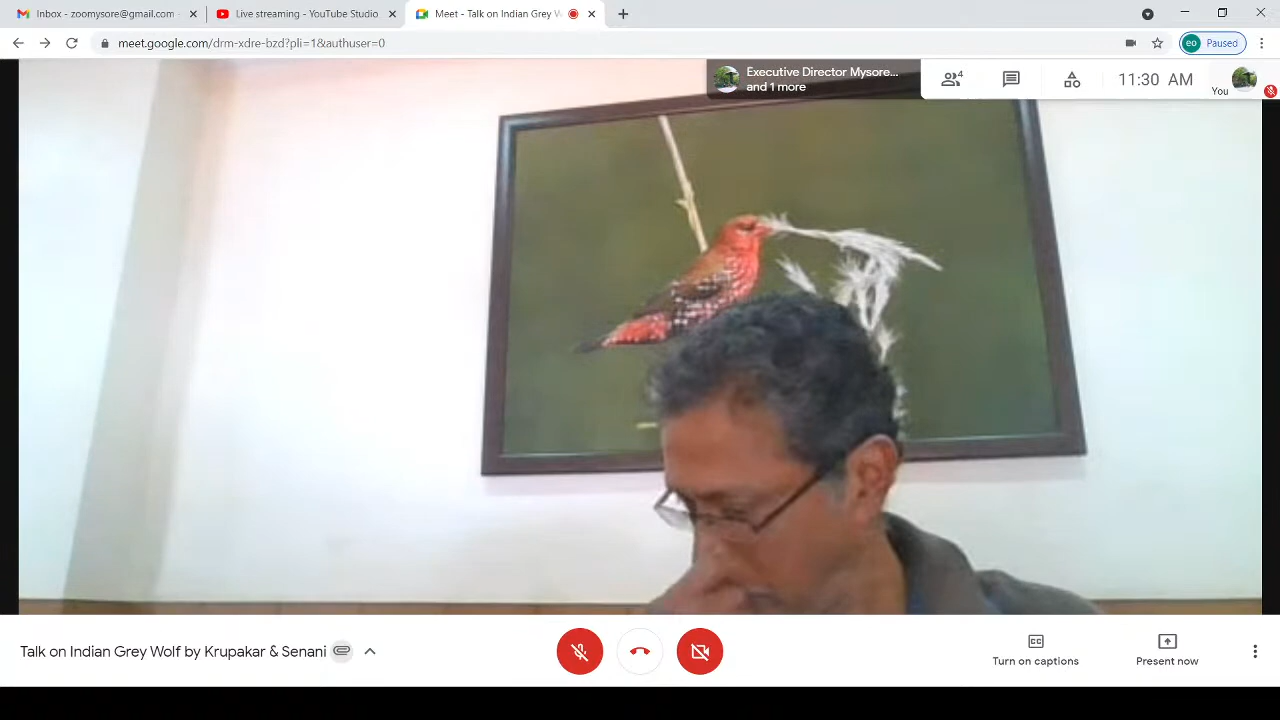 Inbox - zoomysore@gmail.com -
Live streaming - YouTube Studio
Meet - Talk on Indian Grey W
meet.google.com/drm-xdre-bzd?pli=1&authuser=0
eo Paused
Executive Director Mysore...
and 1 more
4
11:30 AM
You
Talk on Indian Grey Wolf by Krupakar & Senani
Turn on captions
Present now